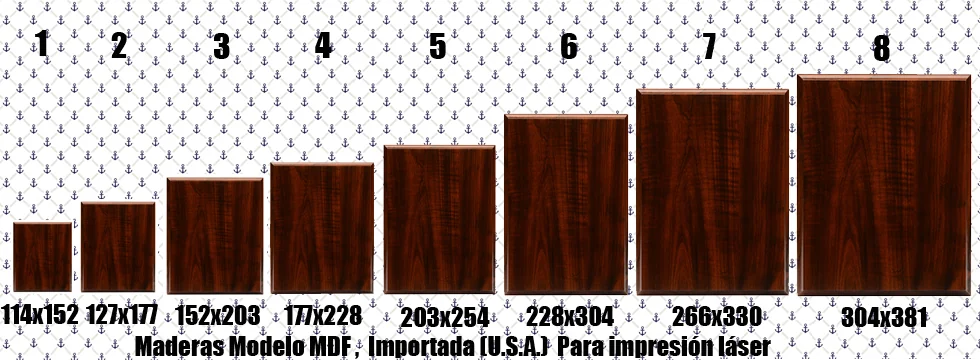 1 2 3 4 5 6 7 8
114x152 127x177 152x203 177x228 203x254 228x304 266x330 304x381
Maderas Modelo MDF , Importada (U.S.A.) Para impresión láser